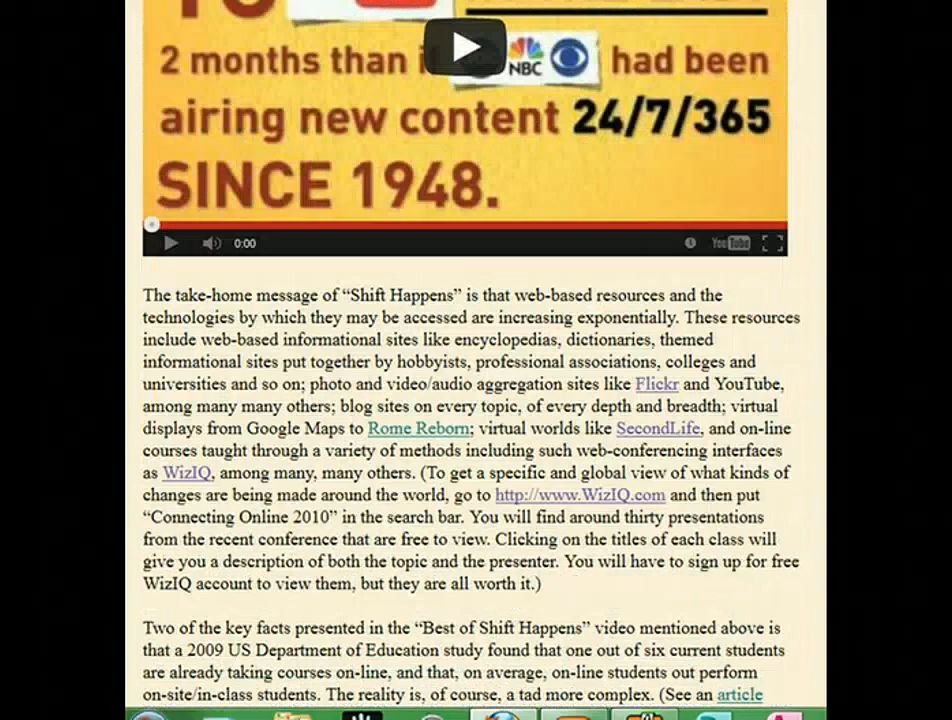 2 months than i NBC had been
airing new content 24/7/365
SINCE 1948.
0:00 YouTube
The take-home message of “Shift Happens” is that web-based resources and the
technologies by which they may be accessed are increasing exponentially. These resources
include web-based informational sites like encyclopedias, dictionaries, themed
informational sites put together by hobbyists, professional associations, colleges and
universities and so on; photo and video/audio aggregation sites like Flickr and YouTube,
among many many others; blog sites on every topic, of every depth and breadth; virtual
displays from Google Maps to Rome Reborn; virtual worlds like SecondLife, and on-line
courses taught through a variety of methods including such web-conferencing interfaces
as WizIQ, among many, many others. (To get a specific and global view of what kinds of
changes are being made around the world, go to http://www.WizIQ.com and then put
“Connecting Online 2010” in the search bar. You will find around thirty presentations
from the recent conference that are free to view. Clicking on the titles of each class will
give you a description of both the topic and the presenter. You will have to sign up for free
WizIQ account to view them, but they are all worth it.)
Two of the key facts presented in the “Best of Shift Happens” video mentioned above is
that a 2009 US Department of Education study found that one out of six current students
are already taking courses on-line, and that, on average, on-line students out perform
on-site/in-class students. The reality is, of course, a tad more complex. (See an article